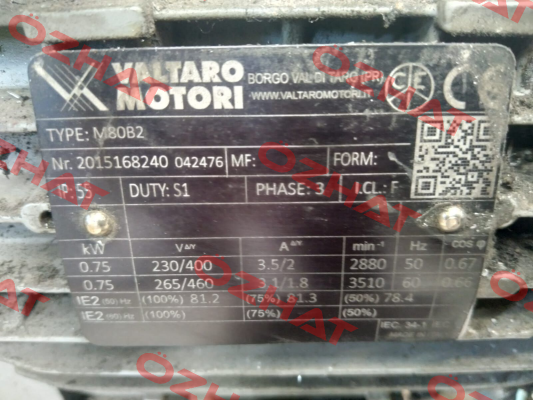 VALTARO
MOTORI
BORGO VAL DI TARO (PR)
WWW.VALTAROMOTORI.IT
CE
TYPE: M80B2
Nr. 2015168240 042476 MF: FORM:
IP-55 DUTY: S1 PHASE: 3 I.CL.: F
kW V Δ/Y A Δ/Y min⁻¹ Hz COS φ
0.75 230/400 3.5/2 2880 50 0.67
0.75 265/460 3.1/1.8 3510 60
IE2 (50) Hz (100%) 81.2 (75%) 81.3 (50%) 78.4
IE2 (60) Hz (100%) (75%) (50%)
IEC. 34-1
OZHAT
OZHAT
OZHAT
OZHAT
OZHAT